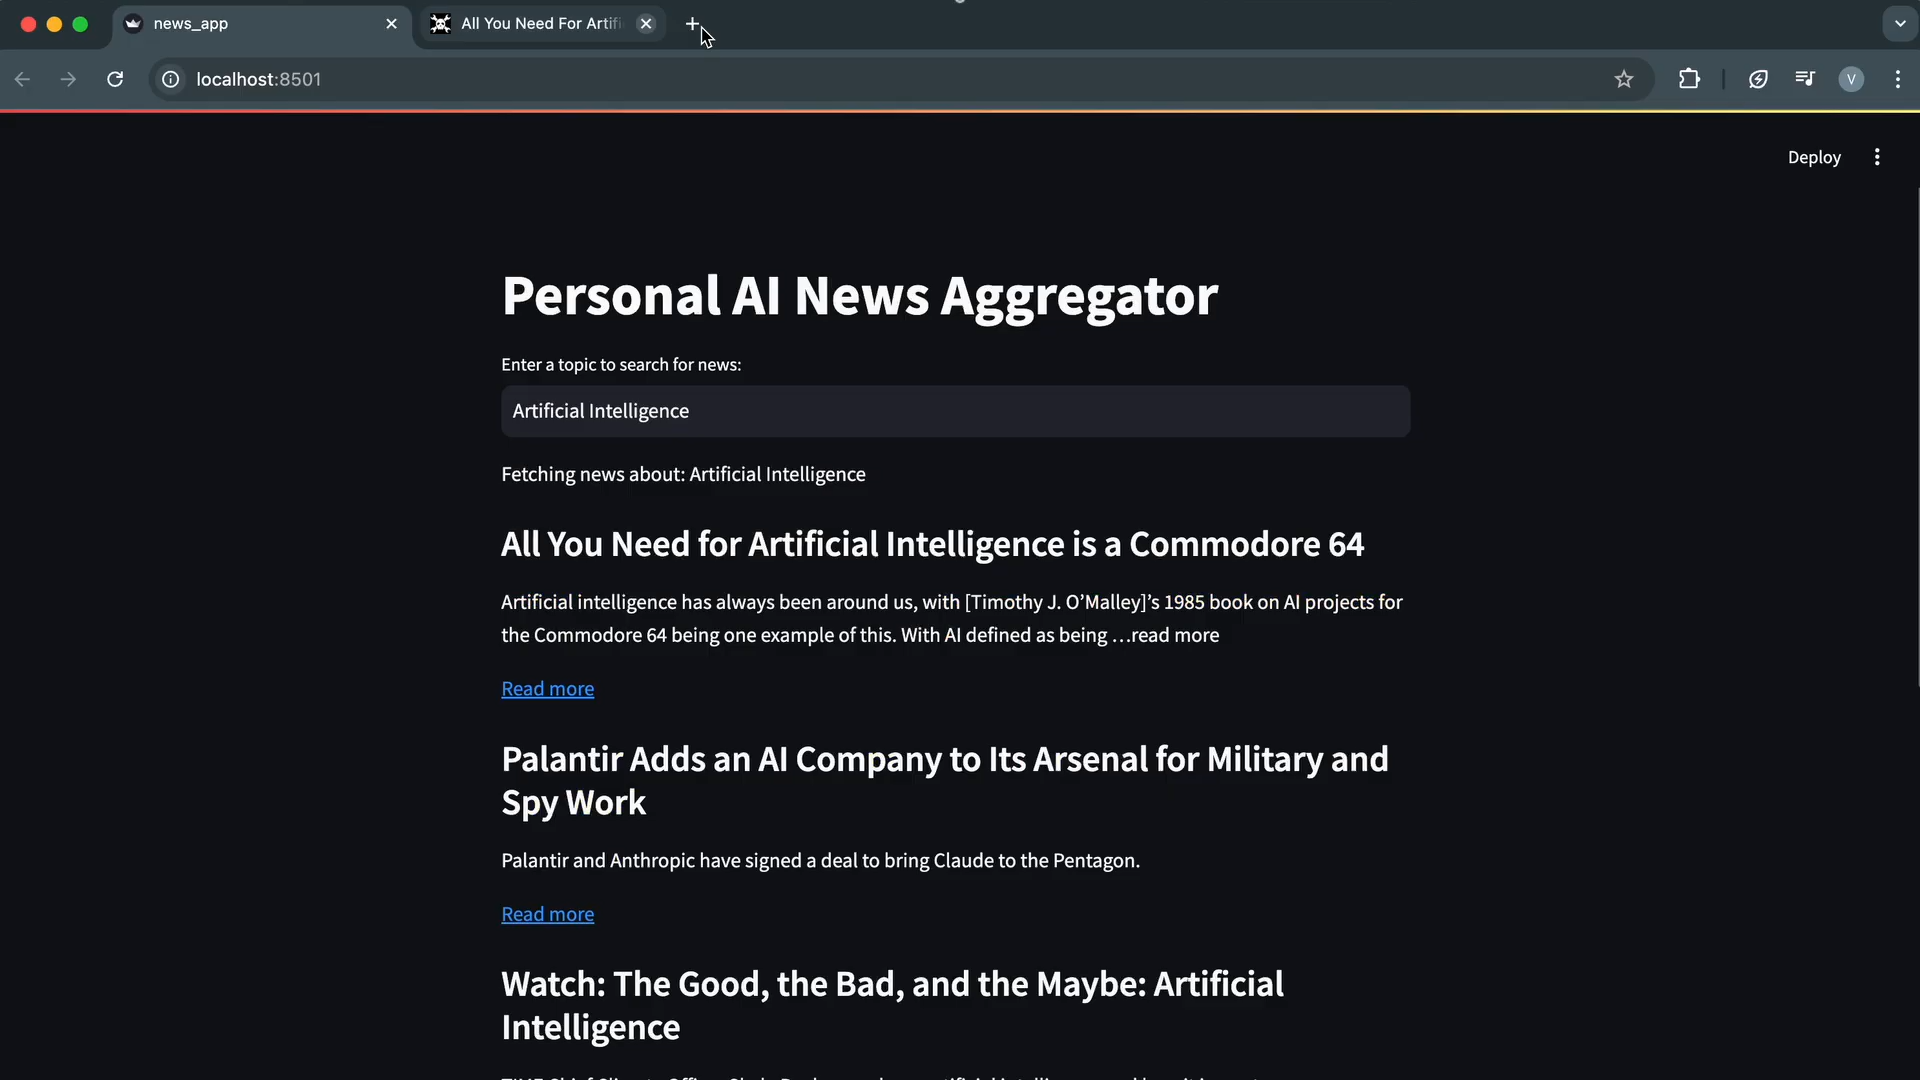 news_app
All You Need For Artifi
localhost:8501
V
Deploy
Personal AI News Aggregator
Enter a topic to search for news:
Artificial Intelligence
Fetching news about: Artificial Intelligence
All You Need for Artificial Intelligence is a Commodore 64
Artificial intelligence has always been around us, with [Timothy J. O’Malley]’s 1985 book on AI projects for
the Commodore 64 being one example of this. With AI defined as being …read more
Read more
Palantir Adds an AI Company to Its Arsenal for Military and
Spy Work
Palantir and Anthropic have signed a deal to bring Claude to the Pentagon.
Read more
Watch: The Good, the Bad, and the Maybe: Artificial
Intelligence